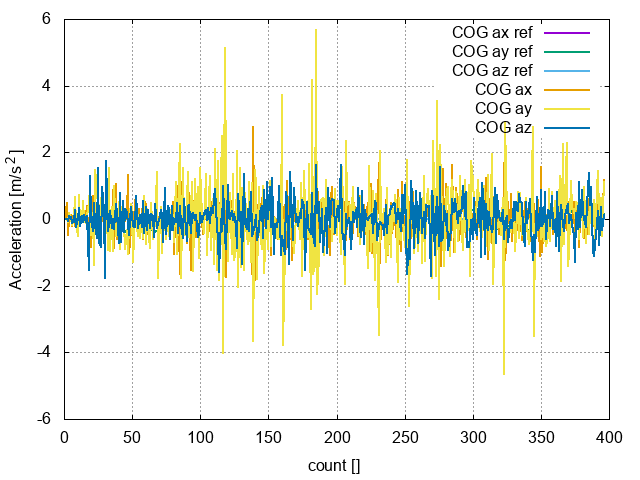 COG ax ref
COG ay ref
COG az ref
COG ax
COG ay
COG az
6
4
2
0
-2
-4
-6
Acceleration [m/s 2 ]
0 50 100 150 200 250 300 350 400
count []